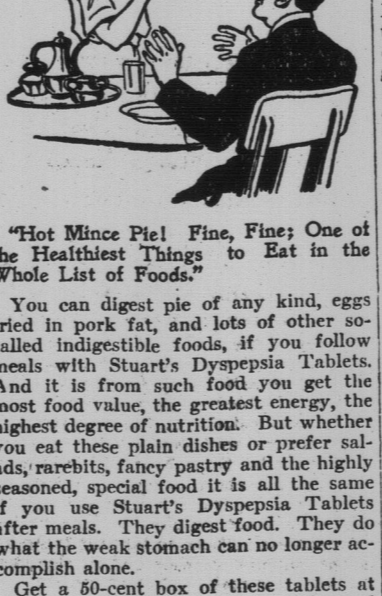 "Hot Mince Pie! Fine, Fine; One of
he Healthiest Things to Eat in the
Whole List of Foods."
You can digest pie of any kind, eggs
ried in pork fat, and lots of other so-
alled indigestible foods, if you follow
meals with Stuart's Dyspepsia Tablets.
And it is from such food you get the
most food value, the greatest energy, the
highest degree of nutrition. But whether
you eat these plain dishes or prefer sal-
ads, rarebits, fancy pastry and the highly
seasoned, special food it is all the same
if you use Stuart's Dyspepsia Tablets
after meals. They digest food. They do
what the weak stomach can no longer ac-
complish alone.
Get a 50-cent box of these tablets at